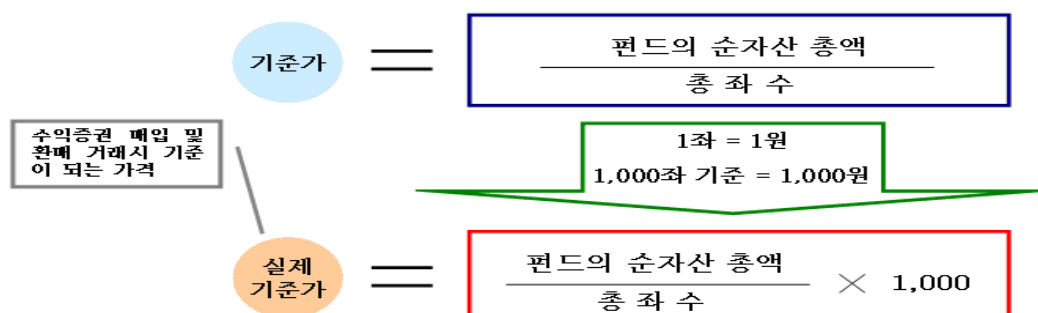 기준가
펀드의 순자산 총액
총 좌 수
수익증권 매입 및
환매 거래시 기준
이 되는 가격
1좌 = 1원
1,000좌 기준 = 1,000원
실제
기준가
펀드의 순자산 총액
총 좌 수
× 1,000